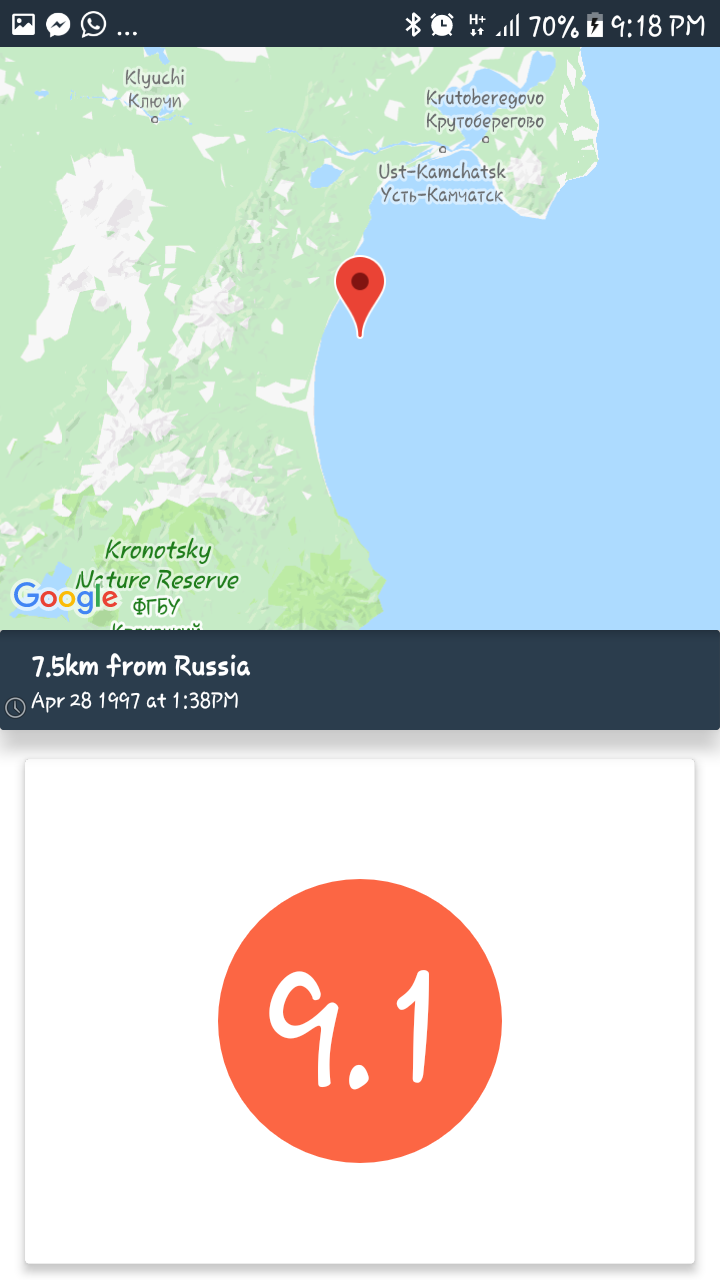 ... H+ 70% 9:18 PM
Klyuchi
Ключи
Krutoberegovo
Крутоберегово
Ust-Kamchatsk
Усть-Камчатск
Kronotsky
Nature Reserve
ФГБУ
Google
7.5km from Russia
Apr 28 1997 at 1:38PM
9.1